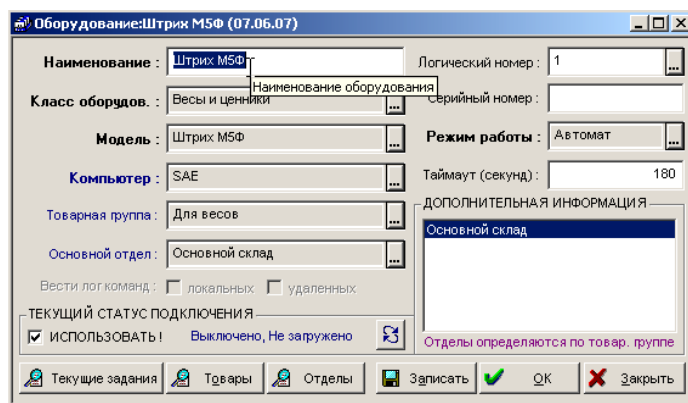 Оборудование:Штрих М5Ф (07.06.07)
Наименование : Штрих М5Ф
Логический номер : 1
Наименование оборудования
Класс оборудов. : Весы и ценники ...
Серийный номер :
Модель : Штрих М5Ф ...
Режим работы : Автомат ...
Компьютер : SAE ...
Таймаут (секунд) : 180
Товарная группа : Для весов ...
ДОПОЛНИТЕЛЬНАЯ ИНФОРМАЦИЯ
Основной склад
Основной отдел : Основной склад ...
Вести лог команд : локальных удаленных
ТЕКУЩИЙ СТАТУС ПОДКЛЮЧЕНИЯ
ИСПОЛЬЗОВАТЬ ! Выключено, Не загружено
Отделы определяются по товар. группе
Текущие задания Товары Отделы Записать OK Закрыть